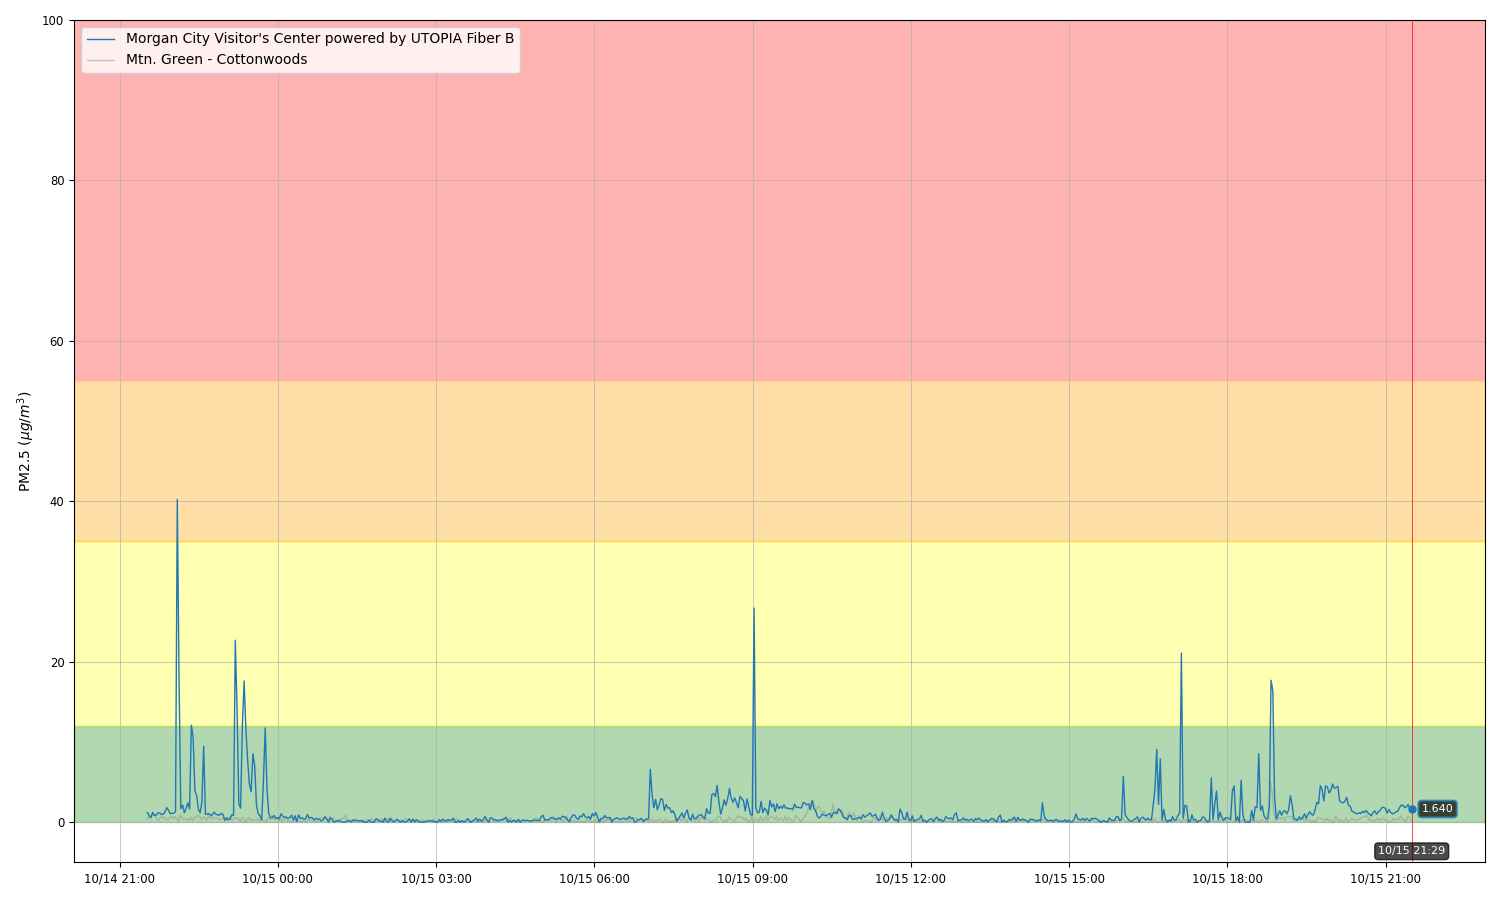 100
Morgan City Visitor's Center powered by UTOPIA Fiber B
Mtn. Green - Cottonwoods
80
60
PM2.5 (μg/m³)
40
20
0
1.640
10/15 21:29
10/14 21:00 10/15 00:00 10/15 03:00 10/15 06:00 10/15 09:00 10/15 12:00 10/15 15:00 10/15 18:00 10/15 21:00